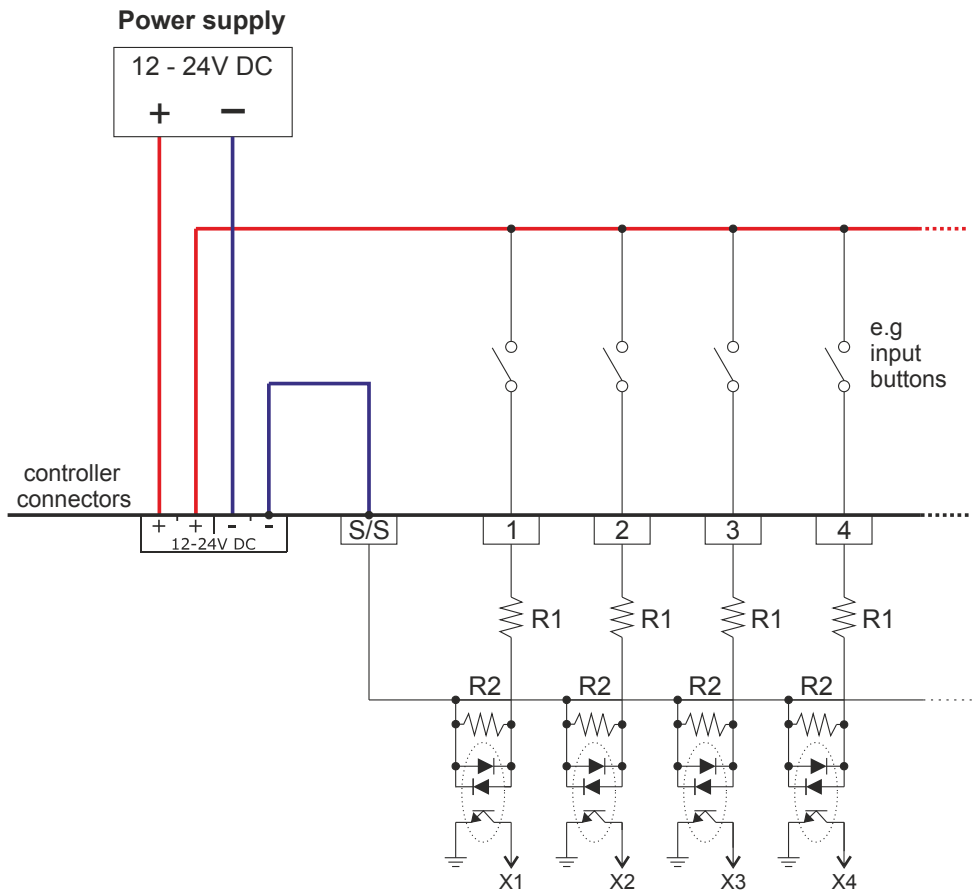 Power supply
12 - 24V DC
+ −
e.g
input
buttons
controller
connectors
+ + - -
12-24V DC
S/S 1 2 3 4
R1 R1 R1 R1
R2 R2 R2 R2
X1 X2 X3 X4